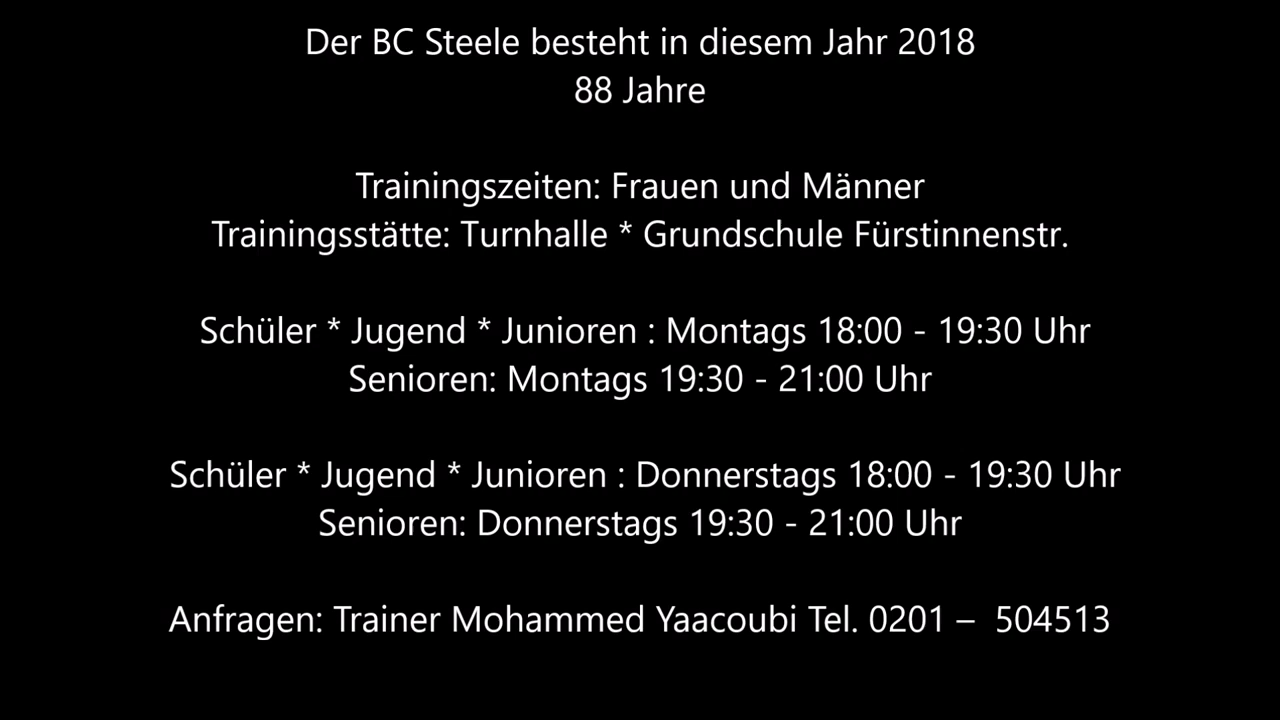 Der BC Steele besteht in diesem Jahr 2018
88 Jahre
Trainingszeiten: Frauen und Männer
Trainingsstätte: Turnhalle * Grundschule Fürstinnenstr.
Schüler * Jugend * Junioren : Montags 18:00 - 19:30 Uhr
Senioren: Montags 19:30 - 21:00 Uhr
Schüler * Jugend * Junioren : Donnerstags 18:00 - 19:30 Uhr
Senioren: Donnerstags 19:30 - 21:00 Uhr
Anfragen: Trainer Mohammed Yaacoubi Tel. 0201 – 504513